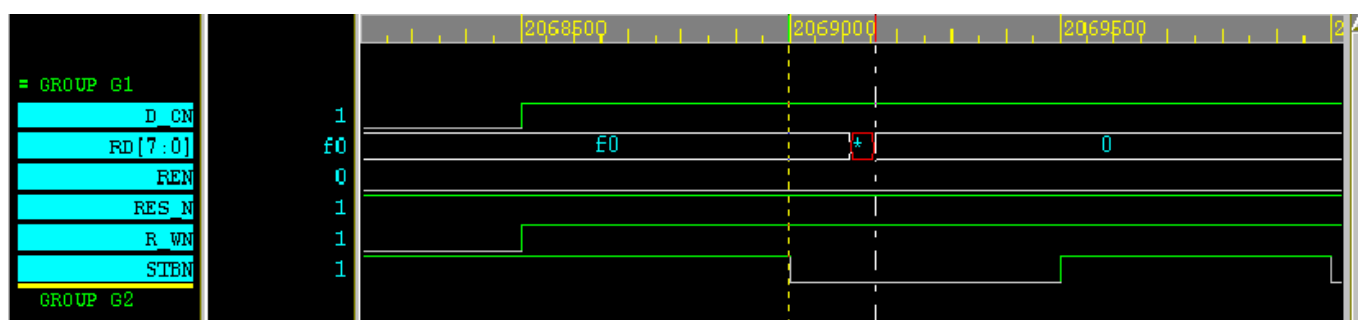 2068500 2069000 2069500 2
= GROUP G1
D_CN 1
RD[7:0] f0 f0 * 0
REN 0
RES_N 1
R_WN 1
STBN 1
GROUP G2